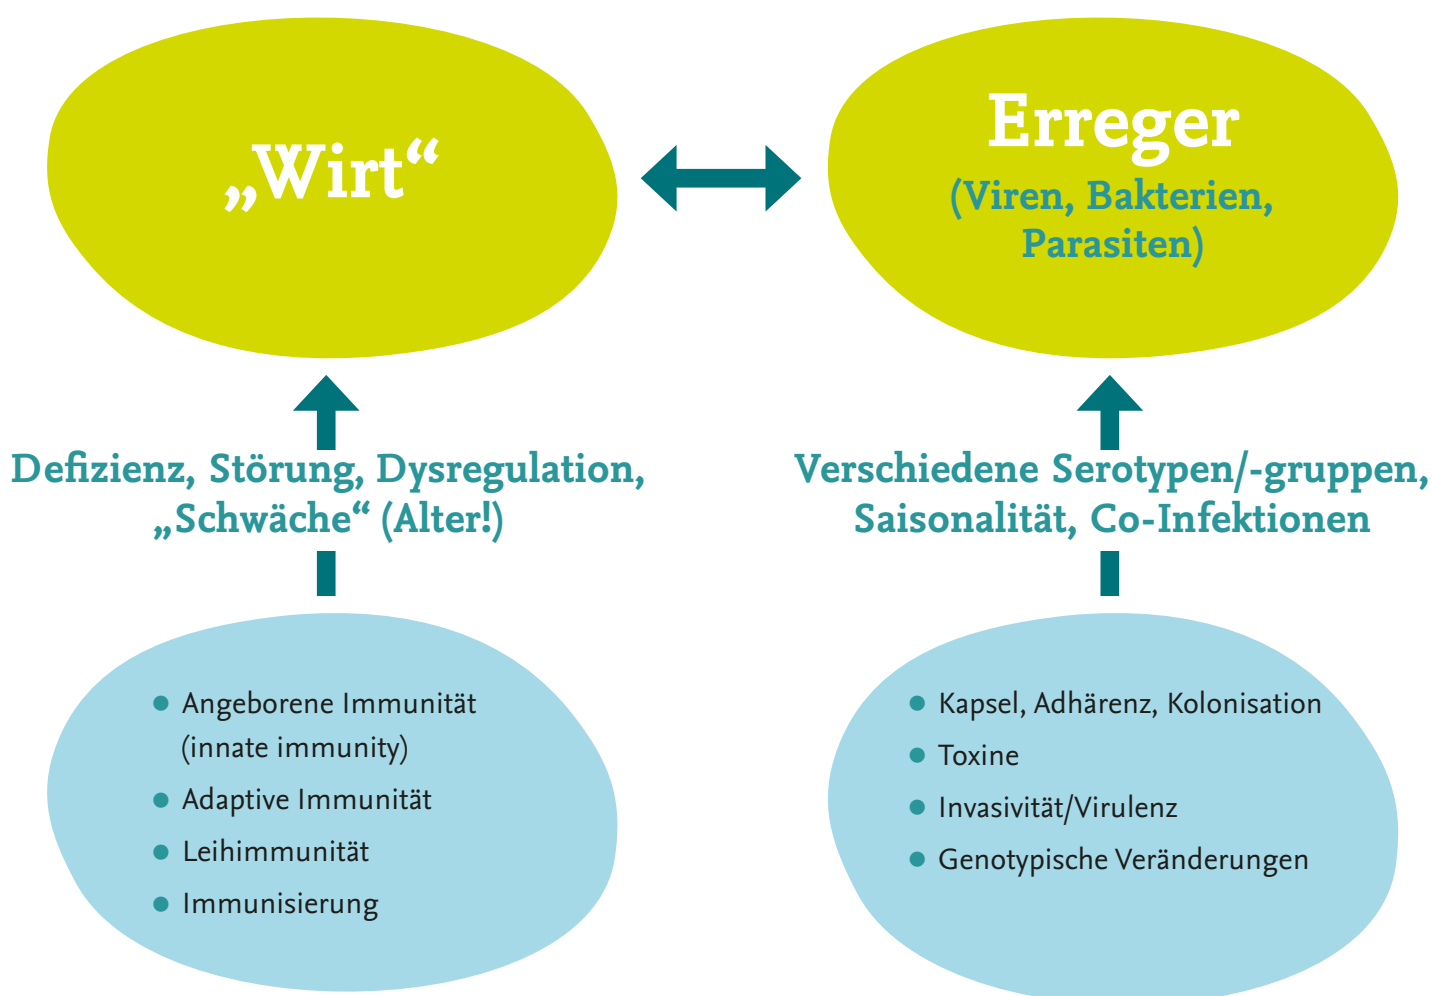 „Wirt“
Erreger
(Viren, Bakterien,
Parasiten)
Defizienz, Störung, Dysregulation,
„Schwäche“ (Alter!)
Verschiedene Serotypen/-gruppen,
Saisonalität, Co-Infektionen
• Angeborene Immunität
(innate immunity)
• Adaptive Immunität
• Leihimmunität
• Immunisierung
• Kapsel, Adhärenz, Kolonisation
• Toxine
• Invasivität/Virulenz
• Genotypische Veränderungen